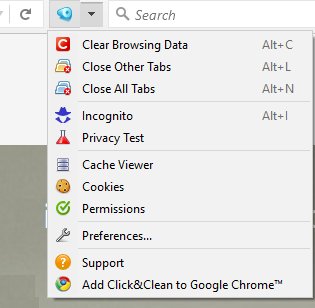 Search
Clear Browsing Data Alt+C
Close Other Tabs Alt+L
Close All Tabs Alt+N
Incognito Alt+I
Privacy Test
Cache Viewer
Cookies
Permissions
Preferences...
Support
Add Click&Clean to Google Chrome™